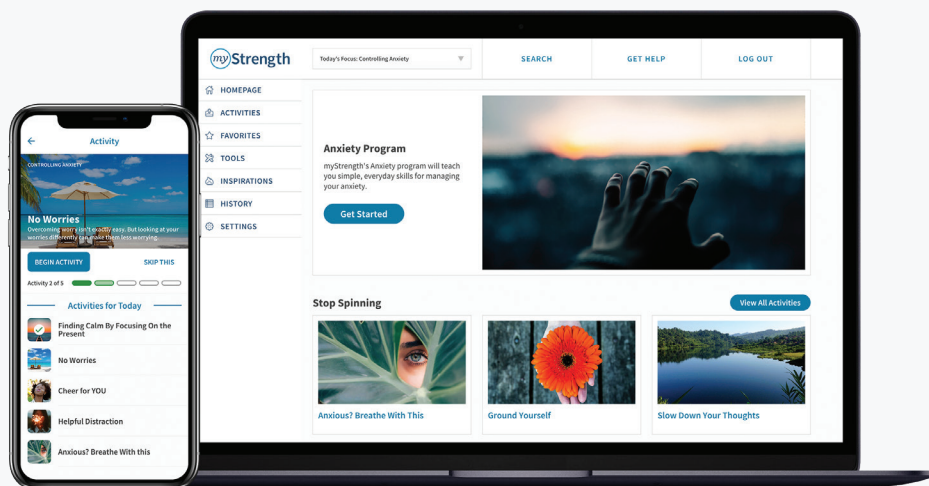 myStrength
Today's Focus: Controlling Anxiety
SEARCH
GET HELP
LOG OUT
HOMEPAGE
ACTIVITIES
FAVORITES
TOOLS
INSPIRATIONS
HISTORY
SETTINGS
Anxiety Program
myStrength's Anxiety program will teach
you simple, everyday skills for managing
your anxiety.
Get Started
Stop Spinning
View All Activities
Anxious? Breathe With This
Ground Yourself
Slow Down Your Thoughts
Activity
CONTROLLING ANXIETY
No Worries
Overcoming worry isn't exactly easy. But looking at your
worries differently can make them less worrying.
BEGIN ACTIVITY
SKIP THIS
Activity 2 of 5
Activities for Today
Finding Calm By Focusing On the
Present
No Worries
Cheer for YOU
Helpful Distraction
Anxious? Breathe With this